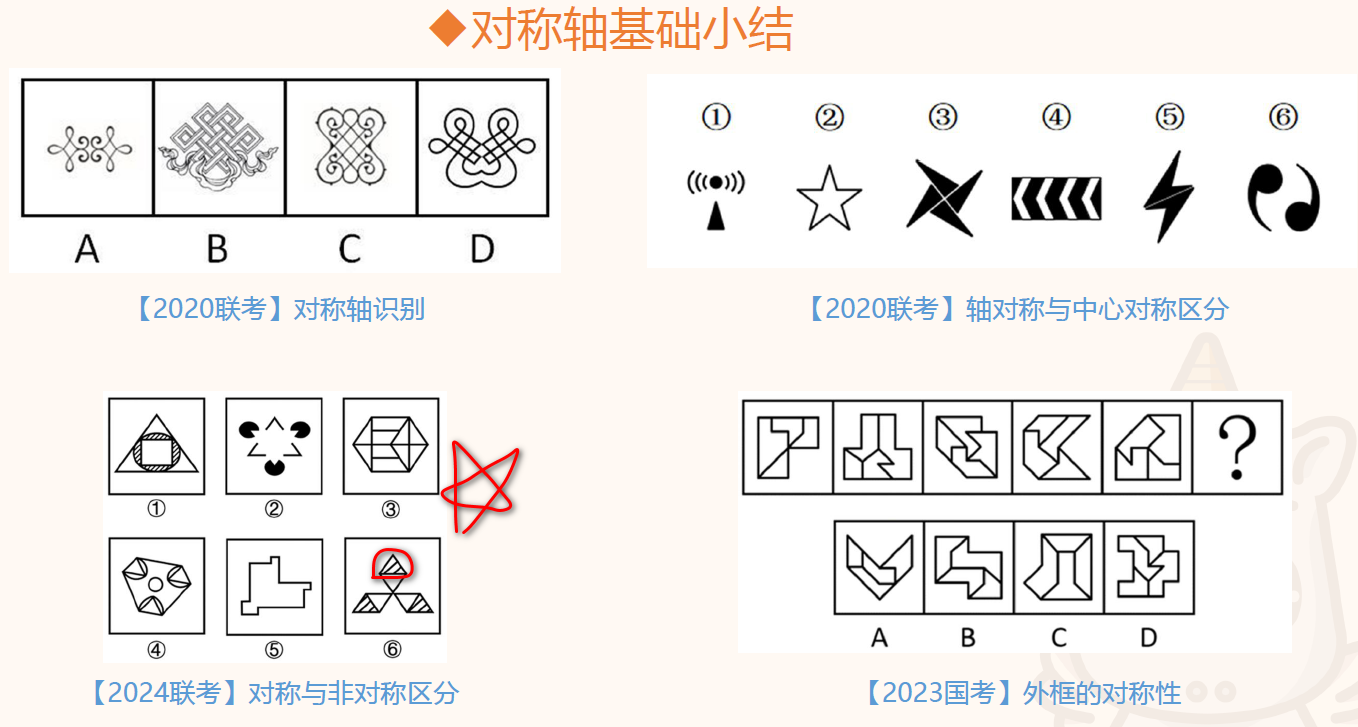 ◆对称轴基础小结
A B C D
【2020联考】对称轴识别
① ② ③ ④ ⑤ ⑥
【2020联考】轴对称与中心对称区分
① ② ③
④ ⑤ ⑥
【2024联考】对称与非对称区分
?
A B C D
【2023国考】外框的对称性